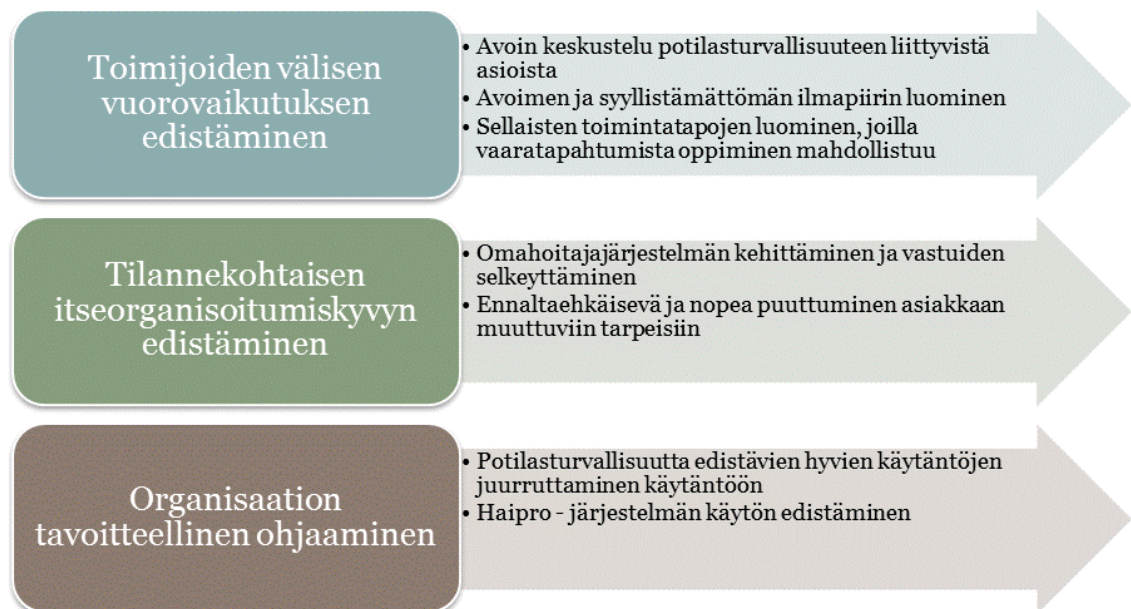 Toimijoiden välisen
vuorovaikutuksen
edistäminen
• Avoin keskustelu potilasturvallisuuteen liittyvistä
asioista
• Avoimen ja syyllistämättömän ilmapiirin luominen
• Sellaisten toimintatapojen luominen, joilla
vaaratapahtumista oppiminen mahdollistuu
Tilannekohtaisen
itseorganisoitumiskyvyn
edistäminen
• Omahoitajajärjestelmän kehittäminen ja vastuiden
selkeyttäminen
• Ennaltaehkäisevä ja nopea puuttuminen asiakkaan
muuttuviin tarpeisiin
Organisaation
tavoitteellinen ohjaaminen
• Potilasturvallisuutta edistävien hyvien käytäntöjen
juurruttaminen käytäntöön
• Haipro - järjestelmän käytön edistäminen